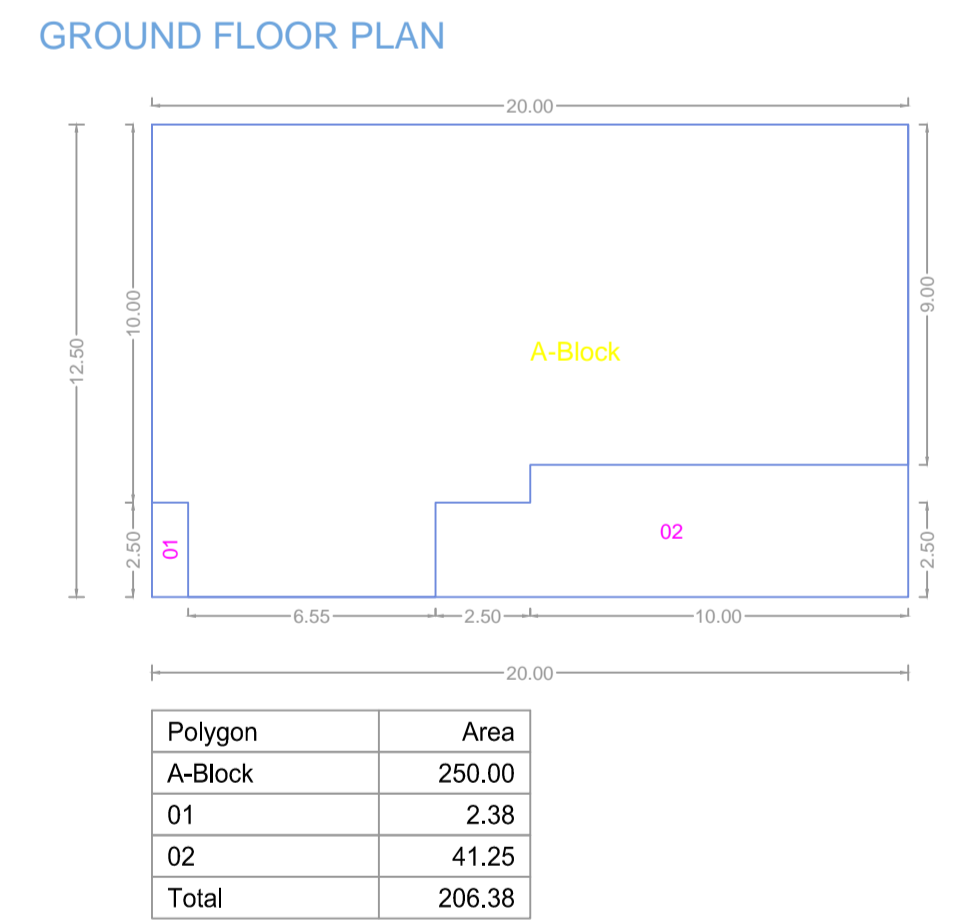 GROUND FLOOR PLAN
20.00
12.50
10.00
9.00
A-Block
2.50
01
02
2.50
6.55
2.50
10.00
20.00
Polygon Area
A-Block 250.00
01 2.38
02 41.25
Total 206.38